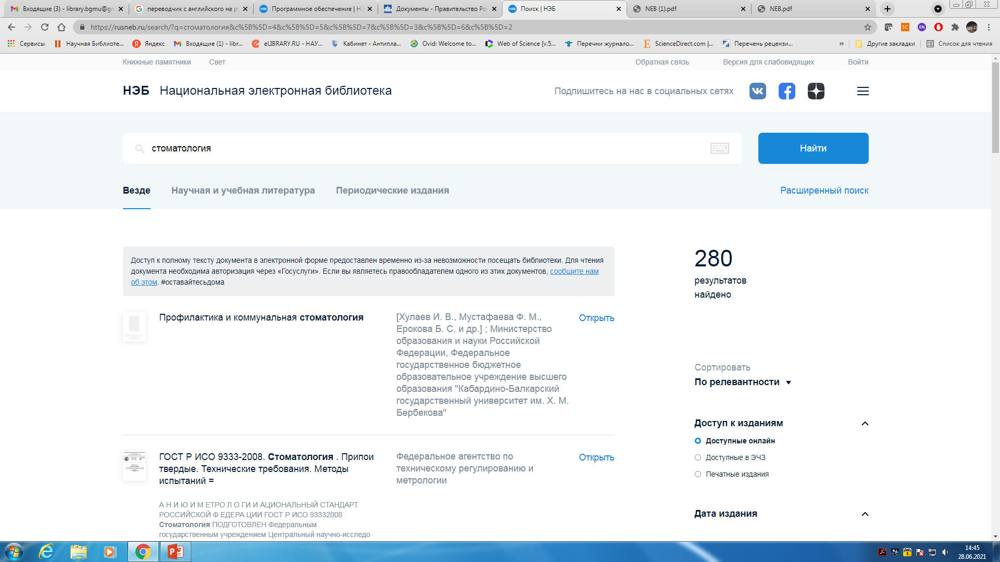 Входящие (3) - library.bgmu@gr
переводчик с английского на ру
Программное обеспечение | НЭ
Документы - Правительство Ро
Поиск | НЭБ
NEB (1).pdf
NEB.pdf
https://rusneb.ru/search/?q=стоматология&c%5B%5D=4&c%5B%5D=5&c%5B%5D=7&c%5B%5D=3&c%5B%5D=6&c%5B%5D=2
Сервисы
Научная Библиоте...
Яндекс
Входящие (1) - libr...
eLIBRARY.RU - НАУ...
Кабинет - Антипла...
Ovid: Welcome to...
Web of Science [v.5...
Перечни журнало...
ScienceDirect.com |...
Перечень рецензи...
»
Другие закладки
Список для чтения
Книжные памятники
Свет
Обратная связь
Версия для слабовидящих
Войти
НЭБ Национальная электронная библиотека
Подпишитесь на нас в социальных сетях
стоматология
Найти
Везде
Научная и учебная литература
Периодические издания
Расширенный поиск
Доступ к полному тексту документа в электронной форме предоставлен временно из-за невозможности посещать библиотеки. Для чтения
документа необходима авторизация через «Госуслуги». Если вы являетесь правообладателем одного из этих документов, сообщите нам
об этом. #оставайтесьдома
280
результатов
найдено
Профилактика и коммунальная стоматология
[Хулаев И. В., Мустафаева Ф. М.,
Ерокова Б. С. и др.] ; Министерство
образования и науки Российской
Федерации, Федеральное
государственное бюджетное
образовательное учреждение высшего
образования "Кабардино-Балкарский
государственный университет им. Х. М.
Бербекова"
Открыть
Сортировать
По релевантности
Доступ к изданиям
Доступные онлайн
Доступные в ЭЧЗ
Печатные издания
Дата издания
ГОСТ Р ИСО 9333-2008. Стоматология . Припои
твердые. Технические требования. Методы
испытаний =
Федеральное агентство по
техническому регулированию и
метрологии
Открыть
А Н И Ю И М ЕТРО Л О ГИ И АЦИОНАЛЬНЫЙ СТАНДАРТ
РОССИЙСКОЙ Ф ЕДЕРА ЦИИ ГОСТ Р ИСО 93332008
Стоматология ПОДГОТОВЛЕН Федеральным
государственным учреждением Центральный научно-исследо
14:45
28.06.2021